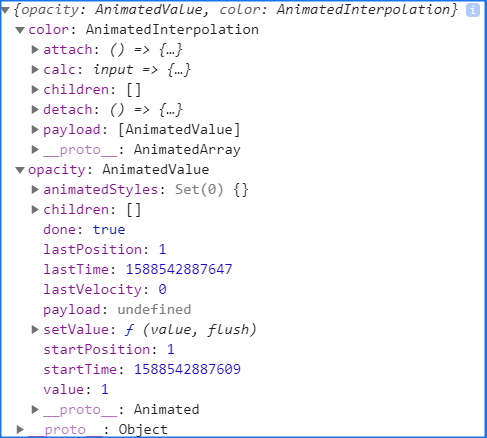 ▼{opacity: AnimatedValue, color: AnimatedInterpolation} i
▼color: AnimatedInterpolation
▶attach: () => {…}
▶calc: input => {…}
▶children: []
▶detach: () => {…}
▶payload: [AnimatedValue]
▶__proto__: AnimatedArray
▼opacity: AnimatedValue
▶animatedStyles: Set(0) {}
▶children: []
done: true
lastPosition: 1
lastTime: 1588542887647
lastVelocity: 0
payload: undefined
▶setValue: ƒ (value, flush)
startPosition: 1
startTime: 1588542887609
value: 1
▶__proto__: Animated
▶__proto__: Object